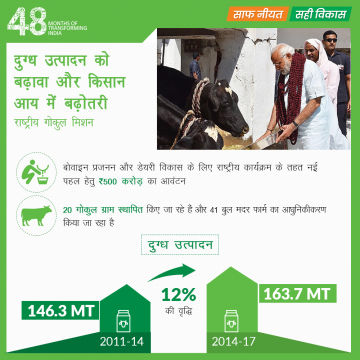 48 MONTHS OF
TRANSFORMING
INDIA
साफ नीयत
सही विकास
दुग्ध उत्पादन को
बढ़ावा और किसान
आय में बढ़ोतरी
राष्ट्रीय गोकुल मिशन
बोवाइन प्रजनन और डेयरी विकास के लिए राष्ट्रीय कार्यक्रम के तहत नई
पहल हेतु ₹500 करोड़ का आवंटन
20 गोकुल ग्राम स्थापित किए जा रहे है और 41 बुल मदर फार्म का आधुनिकीकरण
किया जा रहा है
दुग्ध उत्पादन
146.3 MT
12%
की वृद्धि
163.7 MT
2011-14
2014-17